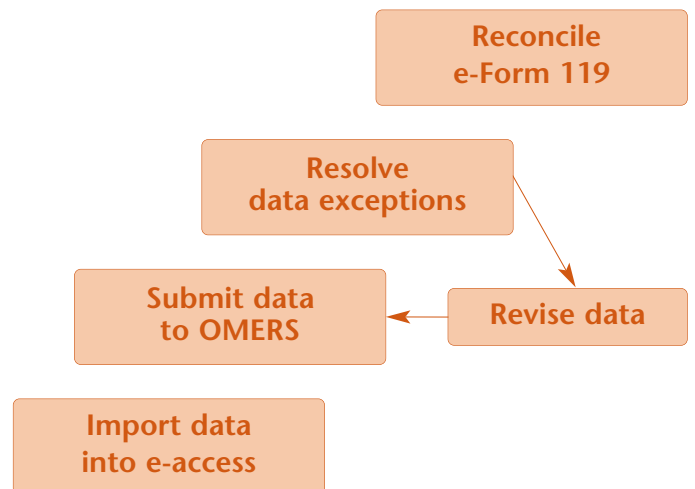 Reconcile
e-Form 119
Resolve
data exceptions
Submit data
to OMERS
Revise data
Import data
into e-access